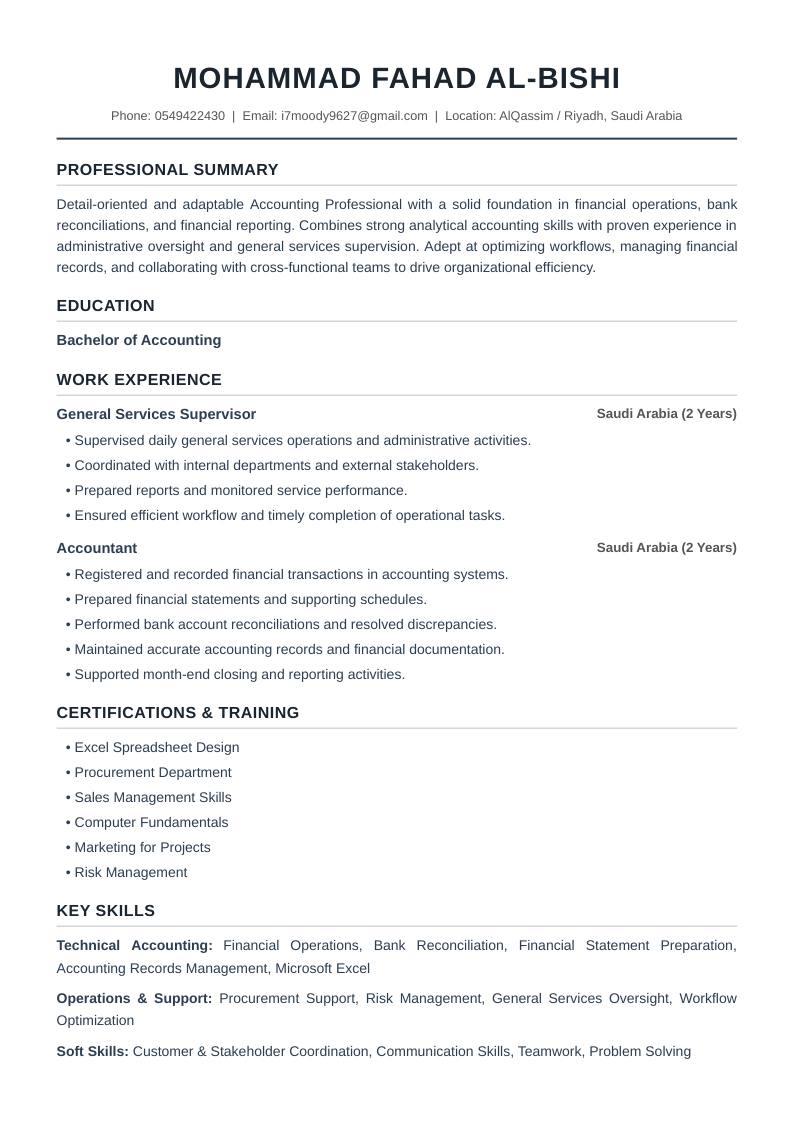 MOHAMMAD FAHAD AL-BISHI
Phone: 0549422430 | Email: i7moody9627@gmail.com | Location: AlQassim / Riyadh, Saudi Arabia
PROFESSIONAL SUMMARY
Detail-oriented and adaptable Accounting Professional with a solid foundation in financial operations, bank
reconciliations, and financial reporting. Combines strong analytical accounting skills with proven experience in
administrative oversight and general services supervision. Adept at optimizing workflows, managing financial
records, and collaborating with cross-functional teams to drive organizational efficiency.
EDUCATION
Bachelor of Accounting
WORK EXPERIENCE
General Services Supervisor Saudi Arabia (2 Years)
• Supervised daily general services operations and administrative activities.
• Coordinated with internal departments and external stakeholders.
• Prepared reports and monitored service performance.
• Ensured efficient workflow and timely completion of operational tasks.
Accountant Saudi Arabia (2 Years)
• Registered and recorded financial transactions in accounting systems.
• Prepared financial statements and supporting schedules.
• Performed bank account reconciliations and resolved discrepancies.
• Maintained accurate accounting records and financial documentation.
• Supported month-end closing and reporting activities.
CERTIFICATIONS & TRAINING
• Excel Spreadsheet Design
• Procurement Department
• Sales Management Skills
• Computer Fundamentals
• Marketing for Projects
• Risk Management
KEY SKILLS
Technical Accounting: Financial Operations, Bank Reconciliation, Financial Statement Preparation,
Accounting Records Management, Microsoft Excel
Operations & Support: Procurement Support, Risk Management, General Services Oversight, Workflow
Optimization
Soft Skills: Customer & Stakeholder Coordination, Communication Skills, Teamwork, Problem Solving